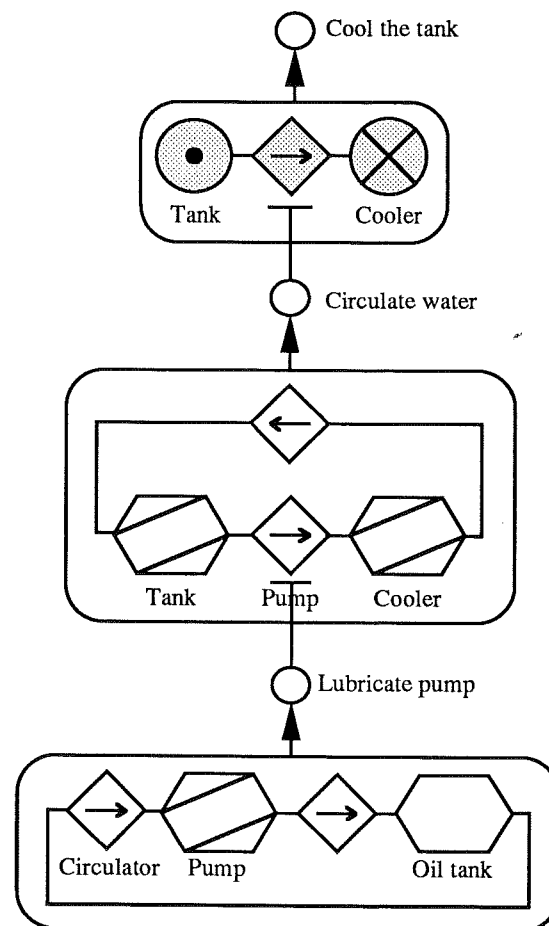 Cool the tank
Tank
Cooler
Circulate water
Tank
Pump
Cooler
Lubricate pump
Circulator
Pump
Oil tank